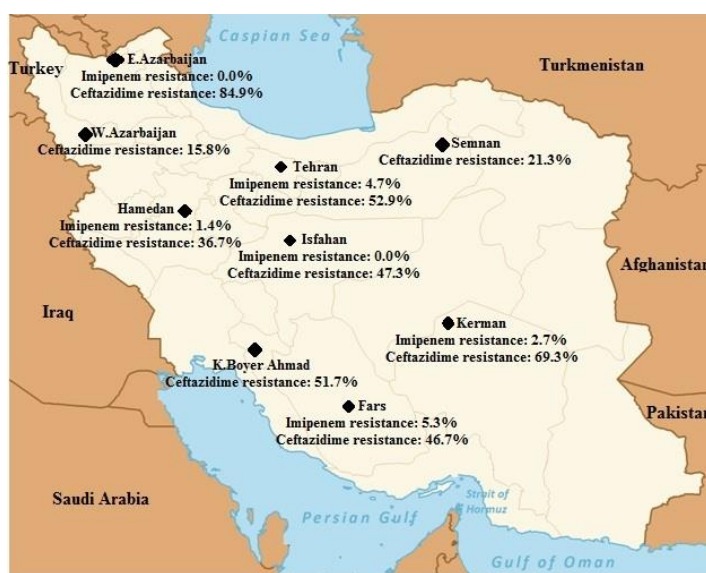 Caspian Sea
Turkey
E.Azarbaijan
Imipenem resistance: 0.0%
Ceftazidime resistance: 84.9%
Turkmenistan
W.Azarbaijan
Ceftazidime resistance: 15.8%
Semnan
Ceftazidime resistance: 21.3%
Tehran
Imipenem resistance: 4.7%
Ceftazidime resistance: 52.9%
Hamedan
Imipenem resistance: 1.4%
Ceftazidime resistance: 36.7%
Isfahan
Imipenem resistance: 0.0%
Ceftazidime resistance: 47.3%
Afghanistan
Iraq
Kerman
Imipenem resistance: 2.7%
Ceftazidime resistance: 69.3%
K.Boyer Ahmad
Ceftazidime resistance: 51.7%
Fars
Imipenem resistance: 5.3%
Ceftazidime resistance: 46.7%
Pakistan
Saudi Arabia
Persian Gulf
Strait of
Hormuz
Gulf of Oman